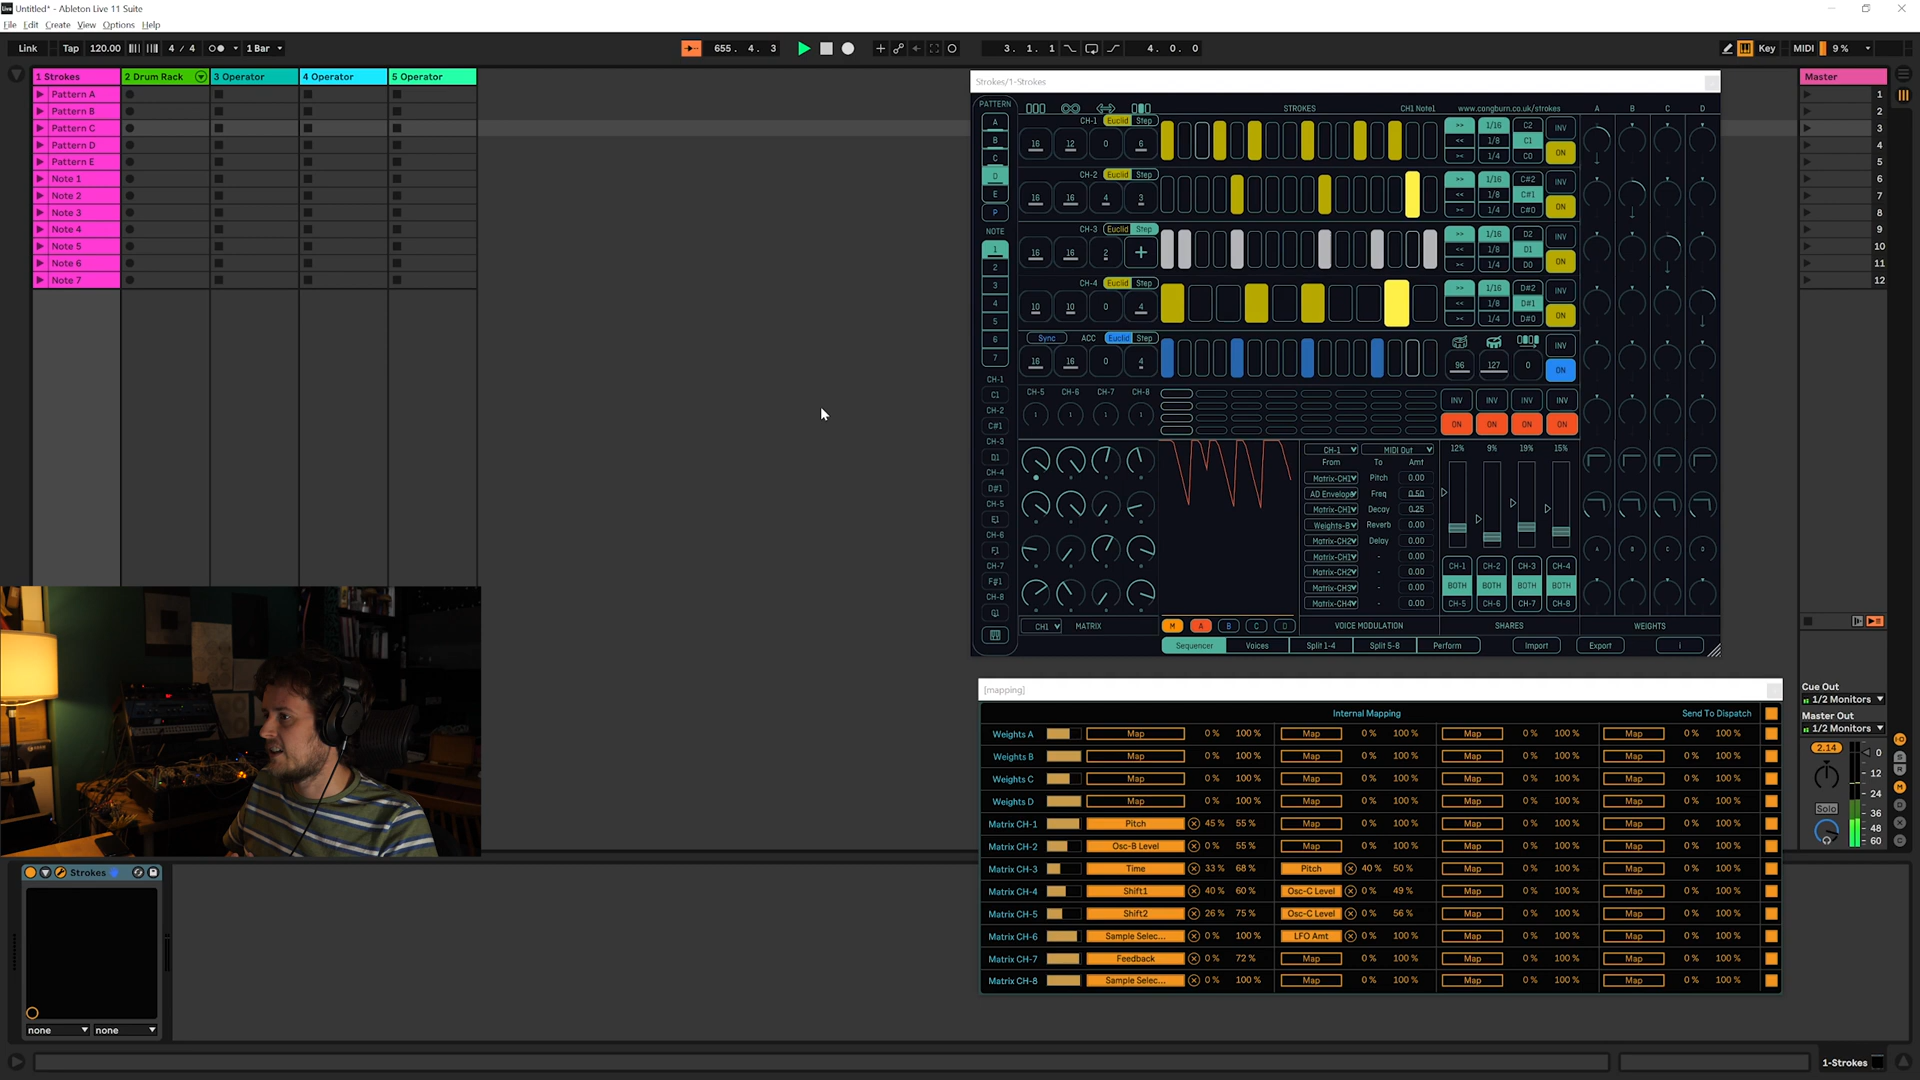 Untitled* - Ableton Live 11 Suite
File Edit Create View Options Help
Link Tap 120.00 4 / 4 1 Bar 655. 4. 3 3. 1. 1 4. 0. 0 Key MIDI 9 %
1 Strokes 2 Drum Rack 3 Operator 4 Operator 5 Operator
Pattern A
Pattern B
Pattern C
Pattern D
Pattern E
Note 1
Note 2
Note 3
Note 4
Note 5
Note 6
Note 7
Strokes/1-Strokes
PATTERN STROKES CH1 Note1 www.congburn.co.uk/strokes A B C D
A B C D E P
NOTE
1 2 3 4 5 6 7
CH-1 Euclid Step
16 12 0 6 >> << >< 1/16 1/8 1/4 C2 C1 C0 INV ON
CH-2 Euclid Step
16 16 4 3 >> << >< 1/16 1/8 1/4 C#2 C#1 C#0 INV ON
CH-3 Euclid Step
16 16 2 + >> << >< 1/16 1/8 1/4 D2 D1 D0 INV ON
CH-4 Euclid Step
10 10 0 4 >> << >< 1/16 1/8 1/4 D#2 D#1 D#0 INV ON
Sync ACC Euclid Step
16 16 0 4 96 127 0 INV ON
CH-5 CH-6 CH-7 CH-8
1 1 1 1
INV INV INV INV
ON ON ON ON
CH-1
C1
CH-2
C#1
CH-3
D1
CH-4
D#1
CH-5
E1
CH-6
F1
CH-7
F#1
CH-8
G1
CH1 MATRIX
M A B C D
CH-1 MIDI Out
From To Amt
Matrix-CH1 Pitch 0.00
AD Envelope Freq 0.50
Matrix-CH1 Decay 0.25
Weights-B Reverb 0.00
Matrix-CH2 Delay 0.00
Matrix-CH1 - 0.00
Matrix-CH2 - 0.00
Matrix-CH3 - 0.00
Matrix-CH4 - 0.00
VOICE MODULATION
12% 9% 19% 15%
CH-1 CH-2 CH-3 CH-4
BOTH BOTH BOTH BOTH
CH-5 CH-6 CH-7 CH-8
SHARES
A B C D
WEIGHTS
Sequencer Voices Split 1-4 Split 5-8 Perform Import Export i
[mapping]
Internal Mapping Send To Dispatch
Weights A Map 0 % 100 % Map 0 % 100 % Map 0 % 100 % Map 0 % 100 %
Weights B Map 0 % 100 % Map 0 % 100 % Map 0 % 100 % Map 0 % 100 %
Weights C Map 0 % 100 % Map 0 % 100 % Map 0 % 100 % Map 0 % 100 %
Weights D Map 0 % 100 % Map 0 % 100 % Map 0 % 100 % Map 0 % 100 %
Matrix CH-1 Pitch 45 % 55 % Map 0 % 100 % Map 0 % 100 % Map 0 % 100 %
Matrix CH-2 Osc-B Level 0 % 55 % Map 0 % 100 % Map 0 % 100 % Map 0 % 100 %
Matrix CH-3 Time 33 % 68 % Pitch 40 % 50 % Map 0 % 100 % Map 0 % 100 %
Matrix CH-4 Shift1 40 % 60 % Osc-C Level 0 % 49 % Map 0 % 100 % Map 0 % 100 %
Matrix CH-5 Shift2 26 % 75 % Osc-C Level 0 % 56 % Map 0 % 100 % Map 0 % 100 %
Matrix CH-6 Sample Selec... 0 % 100 % LFO Amt 0 % 100 % Map 0 % 100 % Map 0 % 100 %
Matrix CH-7 Feedback 0 % 72 % Map 0 % 100 % Map 0 % 100 % Map 0 % 100 %
Matrix CH-8 Sample Selec... 0 % 100 % Map 0 % 100 % Map 0 % 100 % Map 0 % 100 %
Master
1
2
3
4
5
6
7
8
9
10
11
12
Cue Out
1/2 Monitors
Master Out
1/2 Monitors
2.14 0
12
24
Solo 36
48
60
Strokes
none none
1-Strokes